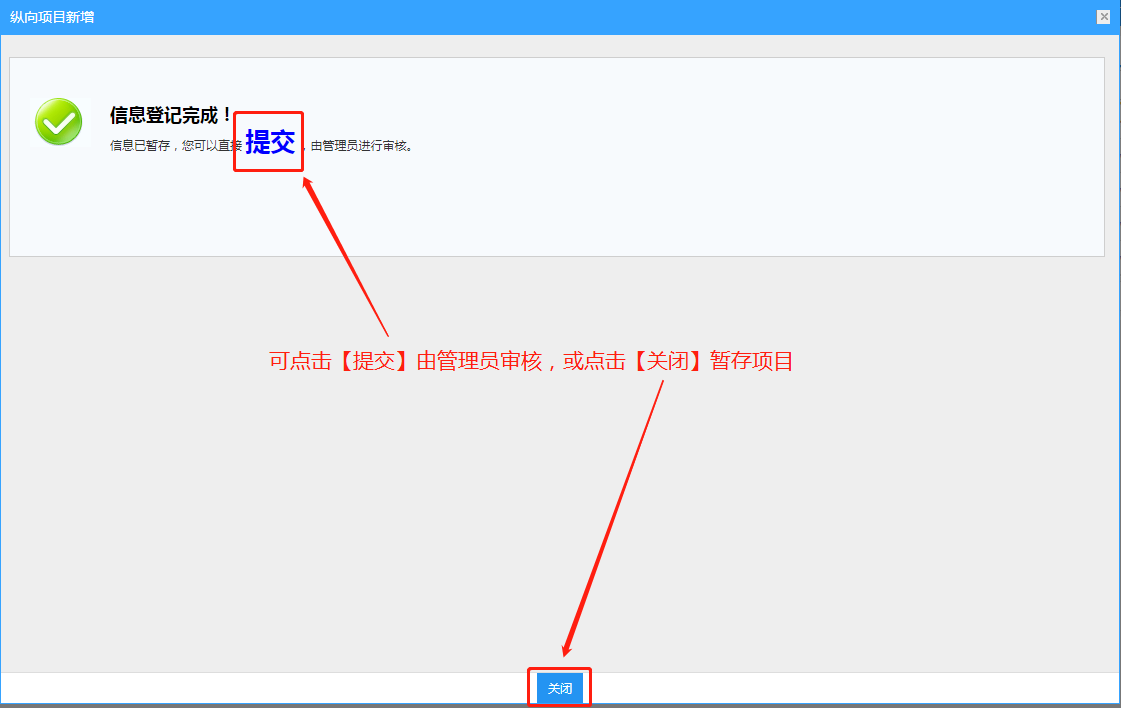 纵向项目新增
信息登记完成！
信息已暂存，您可以直接 提交 ，由管理员进行审核。
可点击【提交】由管理员审核，或点击【关闭】暂存项目
关闭